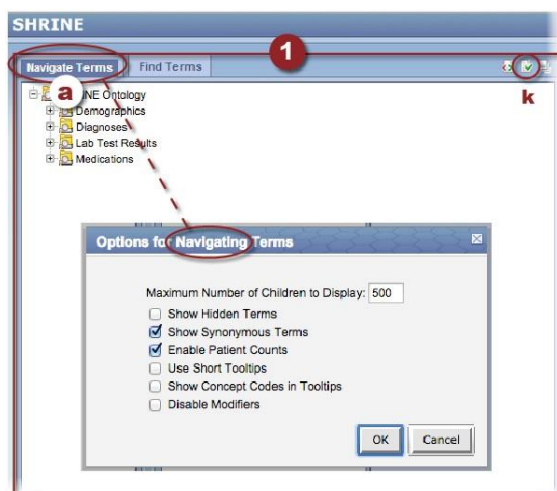 SHRINE
1
Navigate Terms Find Terms
a
k
NE Ontology
Demographics
Diagnoses
Lab Test Results
Medications
Options for Navigating Terms
Maximum Number of Children to Display: 500
Show Hidden Terms
Show Synonymous Terms
Enable Patient Counts
Use Short Tooltips
Show Concept Codes in Tooltips
Disable Modifiers
OK Cancel